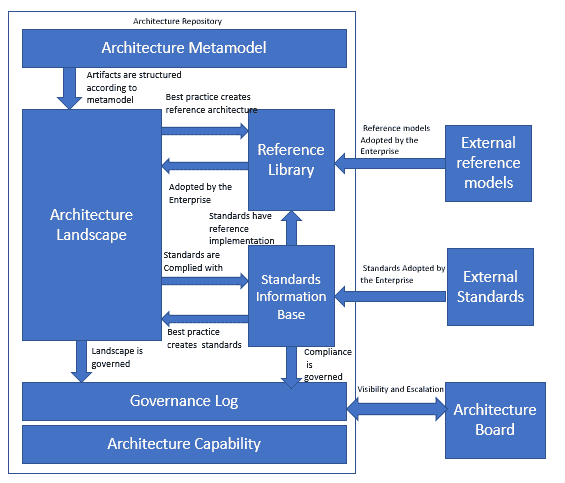 Architecture Repository
Architecture Metamodel
Artifacts are structured
according to
metamodel
Best practice creates
reference architecture
Architecture
Landscape
Reference
Library
Reference models
Adopted by the
Enterprise
External
reference
models
Adopted by the
Enterprise
Standards have
reference
implementation
Standards are
Complied with
Standards
Information
Base
Standards Adopted by
the Enterprise
External
Standards
Best practice
creates standards
Landscape is
governed
Compliance
is
governed
Governance Log
Visibility and Escalation
Architecture
Board
Architecture Capability